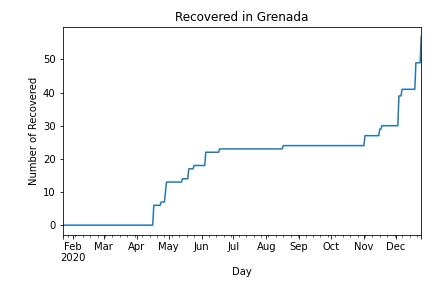 Recovered in Grenada
Number of Recovered
50
40
30
20
10
0
Feb Mar Apr May Jun Jul Aug Sep Oct Nov Dec
2020
Day